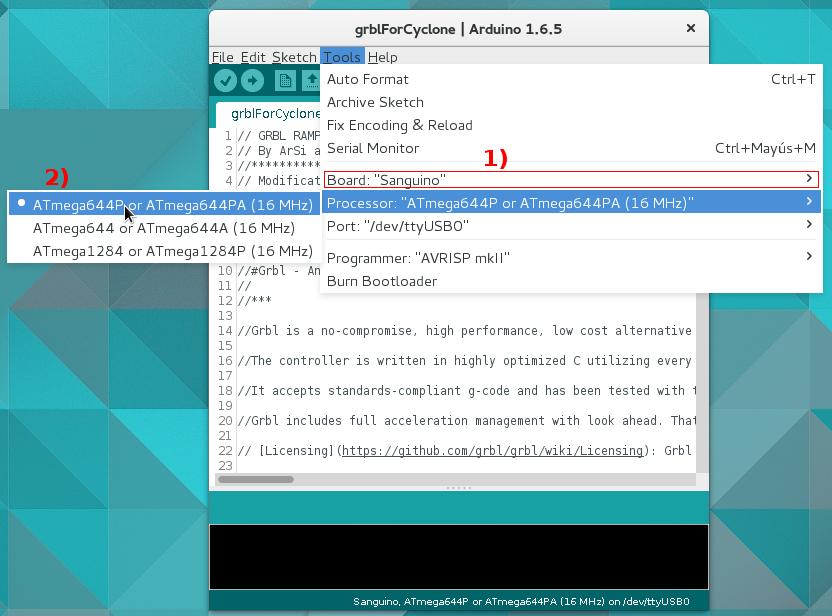 grblForCyclone | Arduino 1.6.5
×
File Edit Sketch Tools Help
Auto Format Ctrl+T
Archive Sketch
Fix Encoding & Reload
Serial Monitor Ctrl+Mayús+M
1)
Board: "Sanguino"
Processor: "ATmega644P or ATmega644PA (16 MHz)"
Port: "/dev/ttyUSB0"
Programmer: "AVRISP mkII"
Burn Bootloader
2)
ATmega644P or ATmega644PA (16 MHz)
ATmega644 or ATmega644A (16 MHz)
ATmega1284 or ATmega1284P (16 MHz)
grblForCyclone
1 // GRBL RAMP
2 // By ArSi a
3 //**********
4 // Modificat
10 //#Grbl - An
11 //
12 //***
13
14 //Grbl is a no-compromise, high performance, low cost alternative
15
16 //The controller is written in highly optimized C utilizing every
17
18 //It accepts standards-compliant g-code and has been tested with t
19
20 //Grbl includes full acceleration management with look ahead. That
21
22 // [Licensing](https://github.com/grbl/grbl/wiki/Licensing): Grbl
23
Sanguino, ATmega644P or ATmega644PA (16 MHz) on /dev/ttyUSB0